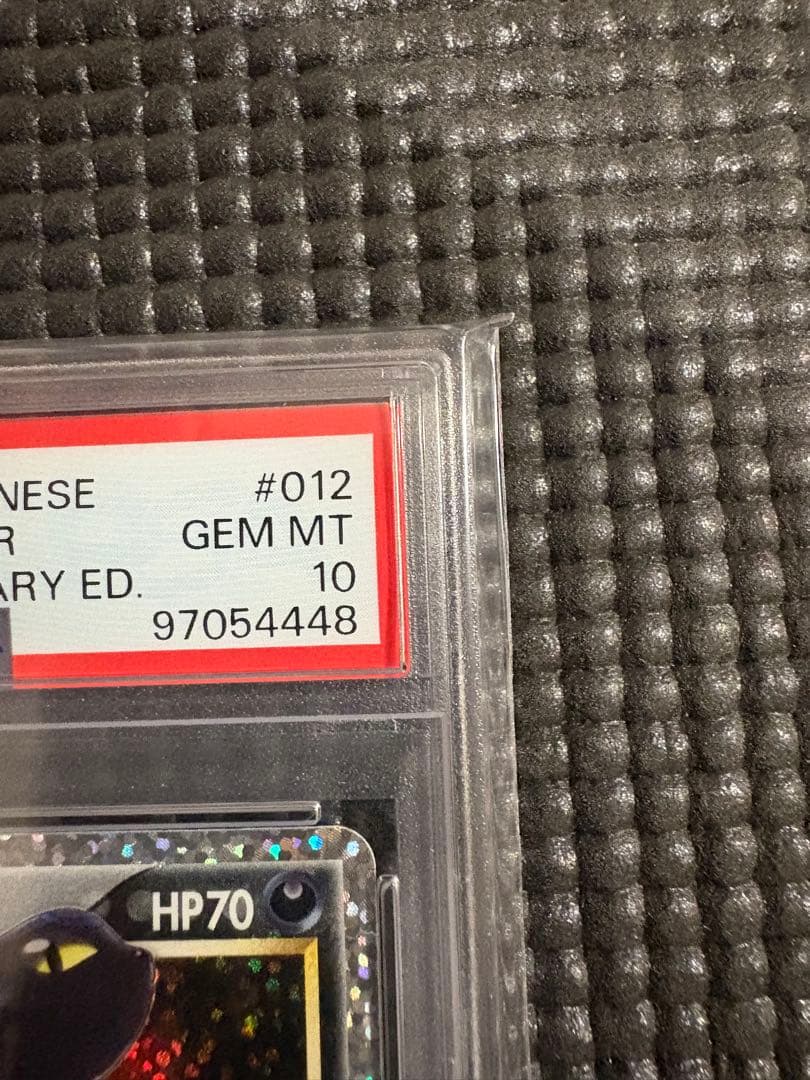 NESE #012
R GEM MT
ARY ED. 10
97054448
HP70